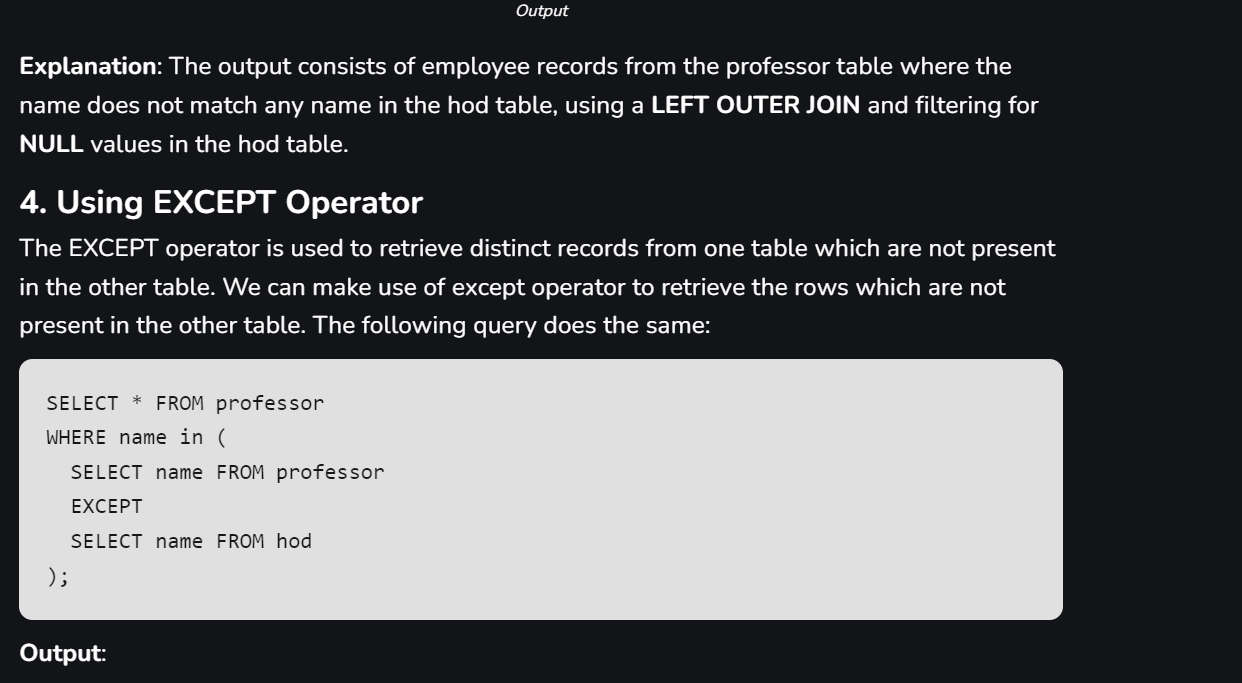 Output
Explanation: The output consists of employee records from the professor table where the
name does not match any name in the hod table, using a LEFT OUTER JOIN and filtering for
NULL values in the hod table.
4. Using EXCEPT Operator
The EXCEPT operator is used to retrieve distinct records from one table which are not present
in the other table. We can make use of except operator to retrieve the rows which are not
present in the other table. The following query does the same:
SELECT * FROM professor
WHERE name in (
  SELECT name FROM professor
  EXCEPT
  SELECT name FROM hod
);
Output: